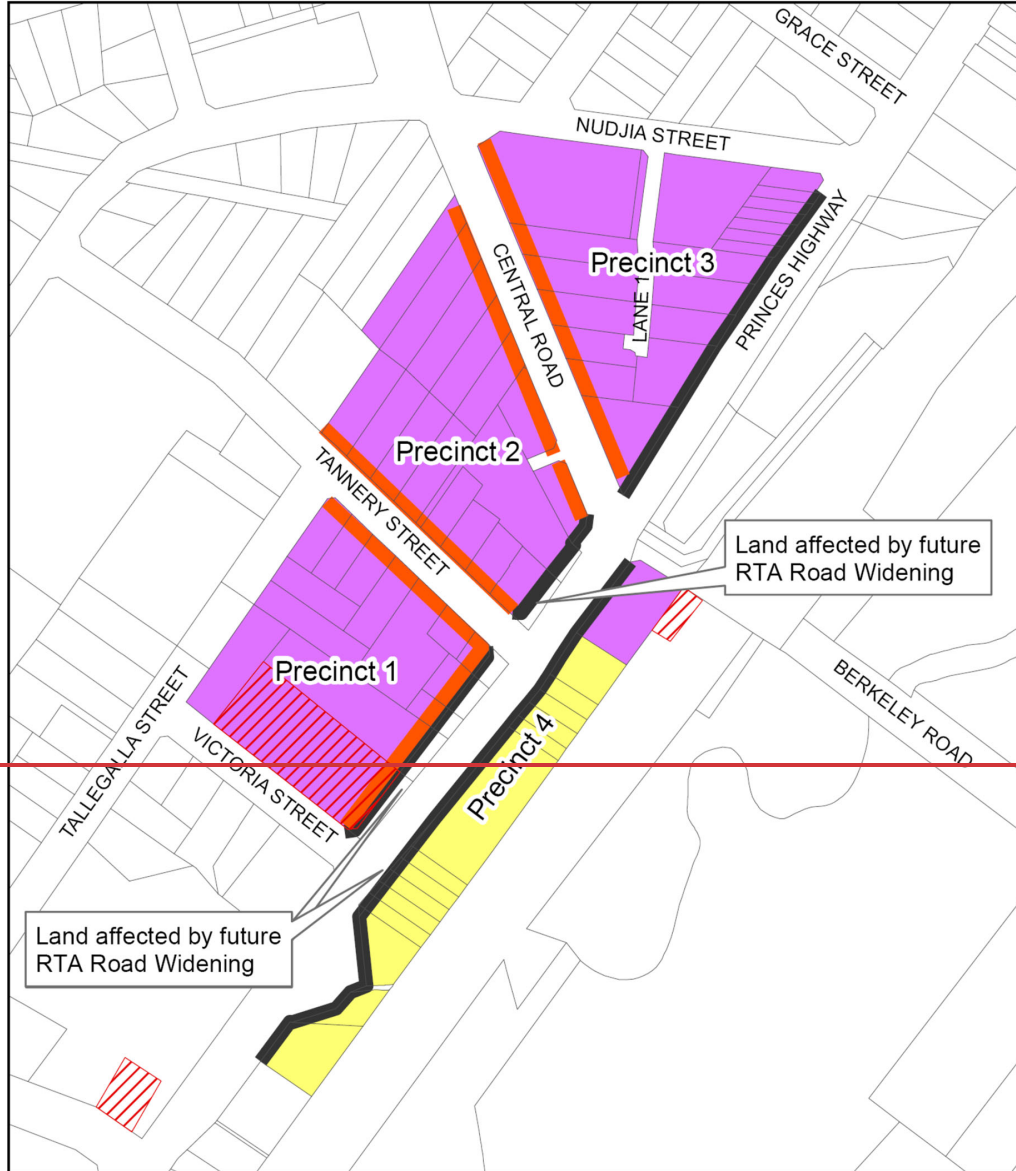 GRACE STREET
NUDJIA STREET
Precinct 3
CENTRAL ROAD
LANE 1
PRINCES HIGHWAY
Precinct 2
TANNERY STREET
Land affected by future
RTA Road Widening
Precinct 1
BERKELEY ROAD
TALLEGALLA STREET
VICTORIA STREET
Precinct 4
Land affected by future
RTA Road Widening